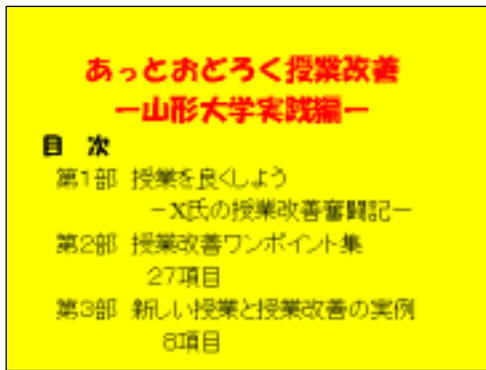 あっとおどろく授業改善
ー山形大学実践編ー
目 次
第1部 授業を良くしよう
－X氏の授業改善奮闘記－
第2部 授業改善ワンポイント集
27項目
第3部 新しい授業と授業改善の実例
8項目